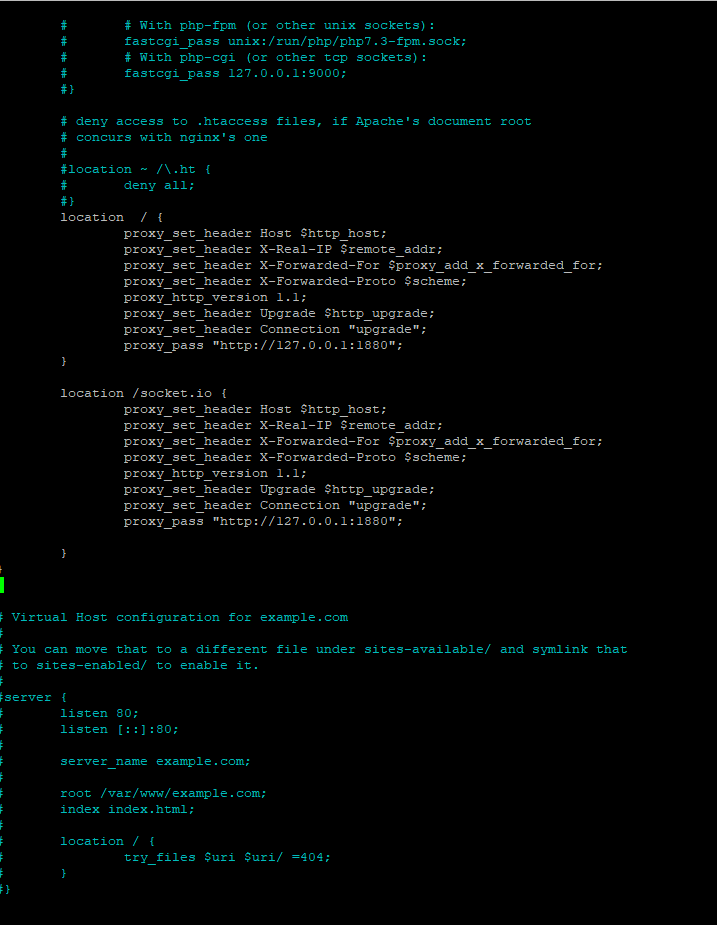 #       # With php-fpm (or other unix sockets):
#       fastcgi_pass unix:/run/php/php7.3-fpm.sock;
#       # With php-cgi (or other tcp sockets):
#       fastcgi_pass 127.0.0.1:9000;
#}
# deny access to .htaccess files, if Apache's document root
# concurs with nginx's one
#
#location ~ /\.ht {
#       deny all;
#}
location  / {
proxy_set_header Host $http_host;
proxy_set_header X-Real-IP $remote_addr;
proxy_set_header X-Forwarded-For $proxy_add_x_forwarded_for;
proxy_set_header X-Forwarded-Proto $scheme;
proxy_http_version 1.1;
proxy_set_header Upgrade $http_upgrade;
proxy_set_header Connection "upgrade";
proxy_pass "http://127.0.0.1:1880";
}
location /socket.io {
proxy_set_header Host $http_host;
proxy_set_header X-Real-IP $remote_addr;
proxy_set_header X-Forwarded-For $proxy_add_x_forwarded_for;
proxy_set_header X-Forwarded-Proto $scheme;
proxy_http_version 1.1;
proxy_set_header Upgrade $http_upgrade;
proxy_set_header Connection "upgrade";
proxy_pass "http://127.0.0.1:1880";
}
}
# Virtual Host configuration for example.com
#
# You can move that to a different file under sites-available/ and symlink that
# to sites-enabled/ to enable it.
#
#server {
#       listen 80;
#       listen [::]:80;
#
#       server_name example.com;
#
#       root /var/www/example.com;
#       index index.html;
#
#       location / {
#               try_files $uri $uri/ =404;
#       }
#}